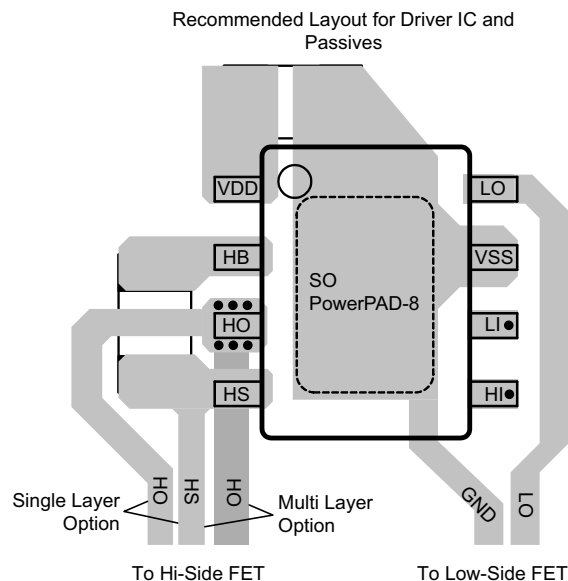 Recommended Layout for Driver IC and
Passives
VDD
LO
HB
VSS
SO
PowerPAD-8
HO
LI
HS
HI
HO
HS
HO
GND
LO
Single Layer
Option
Multi Layer
Option
To Hi-Side FET
To Low-Side FET